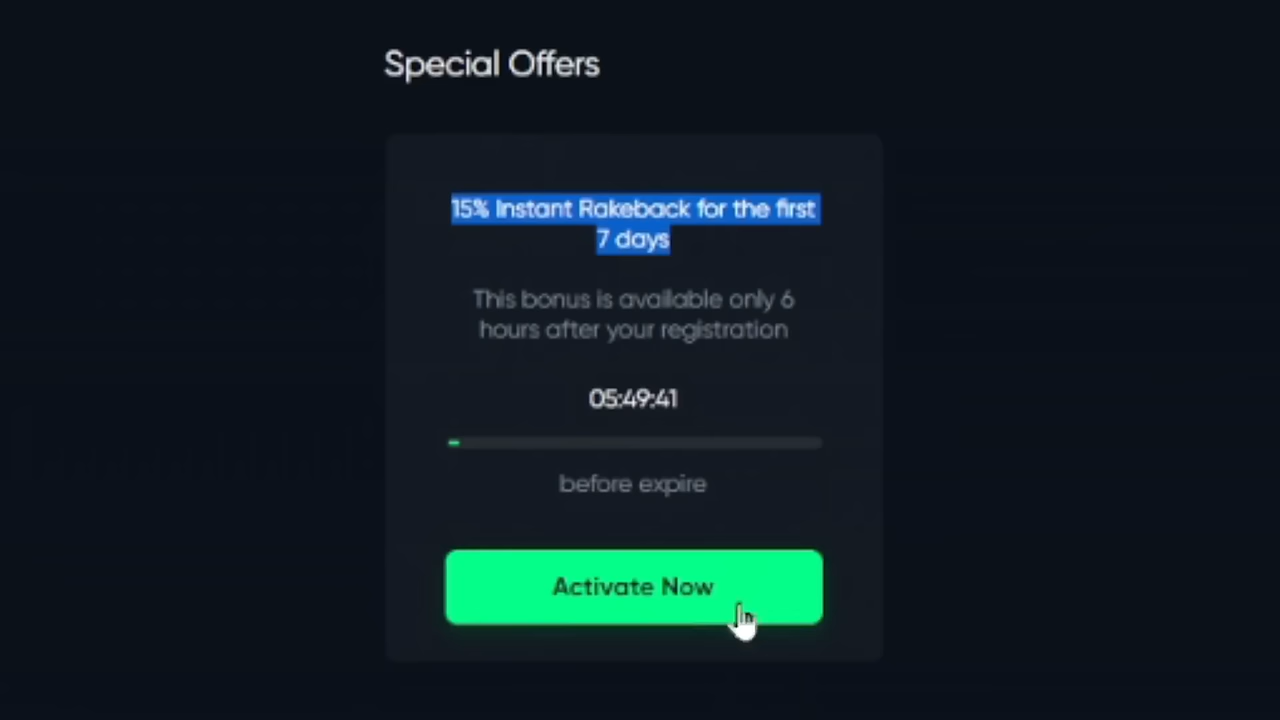 Special Offers
15% Instant Rakeback for the first
7 days
This bonus is available only 6
hours after your registration
05:49:41
before expire
Activate Now